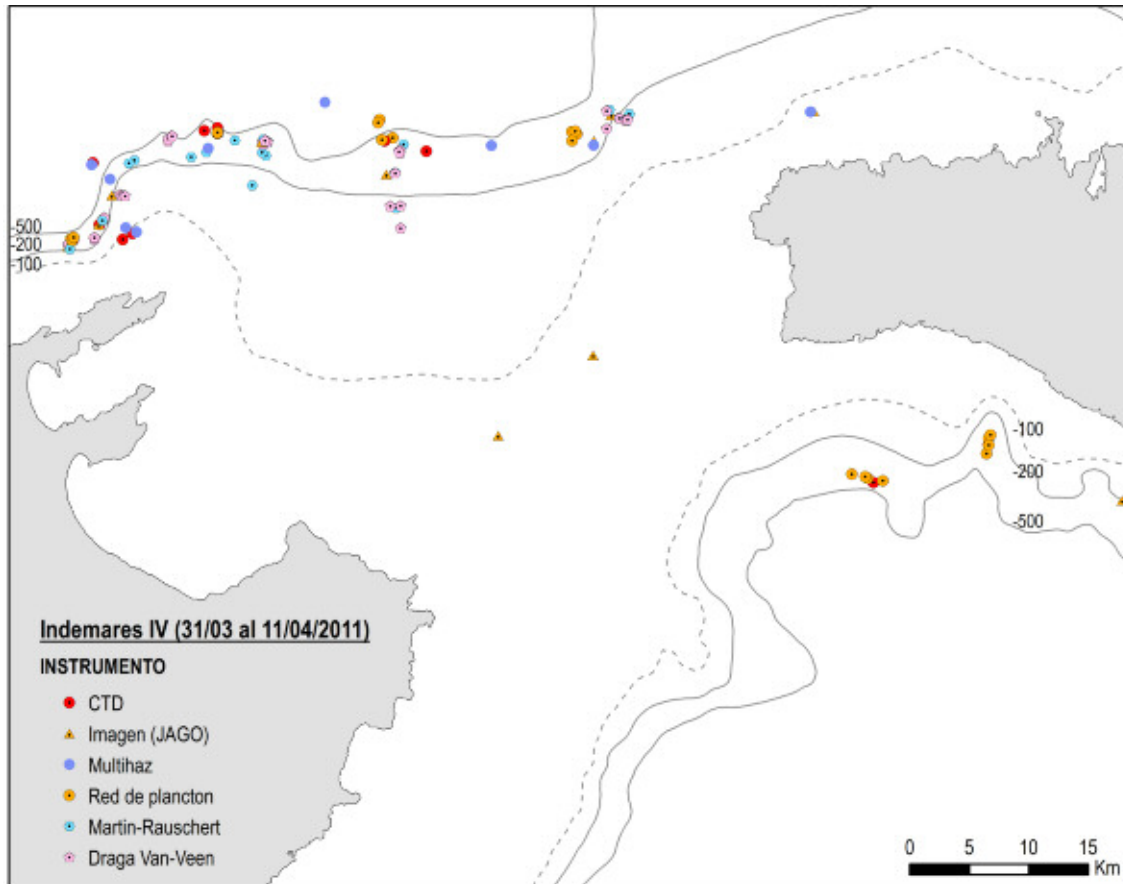 -500
-200
-100
-100
-200
-500
Indemares IV (31/03 al 11/04/2011)
INSTRUMENTO
CTD
Imagen (JAGO)
Multihaz
Red de plancton
Martin-Rauschert
Draga Van-Veen
0 5 10 15
Km